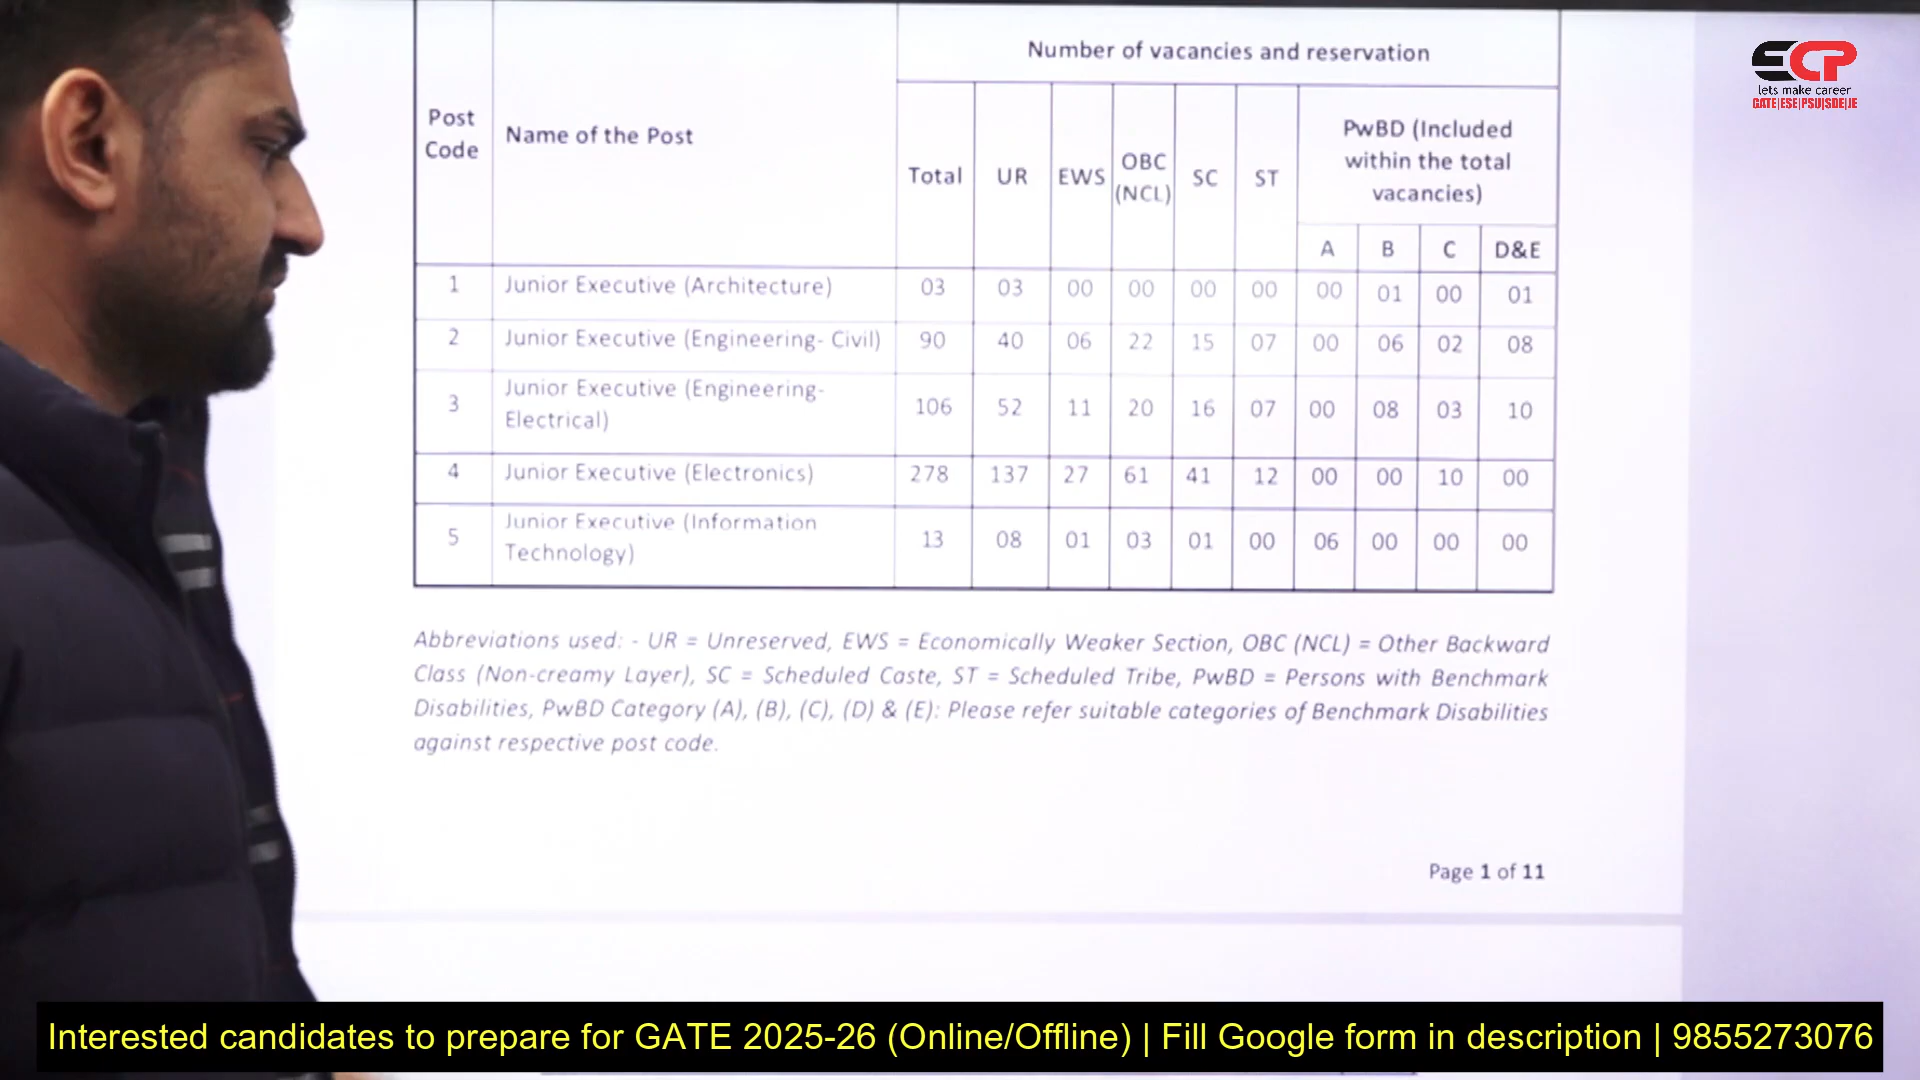 Number of vacancies and reservation
Post
Code
Name of the Post
Total
UR
EWS
OBC
(NCL)
SC
ST
PwBD (Included
within the total
vacancies)
A
B
C
D&E
1 Junior Executive (Architecture) 03 03 00 00 00 00 00 01 00 01
2 Junior Executive (Engineering- Civil) 90 40 06 22 15 07 00 06 02 08
3 Junior Executive (Engineering-
Electrical) 106 52 11 20 16 07 00 08 03 10
4 Junior Executive (Electronics) 278 137 27 61 41 12 00 00 10 00
5 Junior Executive (Information
Technology) 13 08 01 03 01 00 06 00 00 00
Abbreviations used: - UR = Unreserved, EWS = Economically Weaker Section, OBC (NCL) = Other Backward
Class (Non-creamy Layer), SC = Scheduled Caste, ST = Scheduled Tribe, PwBD = Persons with Benchmark
Disabilities, PwBD Category (A), (B), (C), (D) & (E): Please refer suitable categories of Benchmark Disabilities
against respective post code.
Page 1 of 11
ECP
lets make career
GATE|ESE|PSU|SDE|JE
Interested candidates to prepare for GATE 2025-26 (Online/Offline) | Fill Google form in description | 9855273076